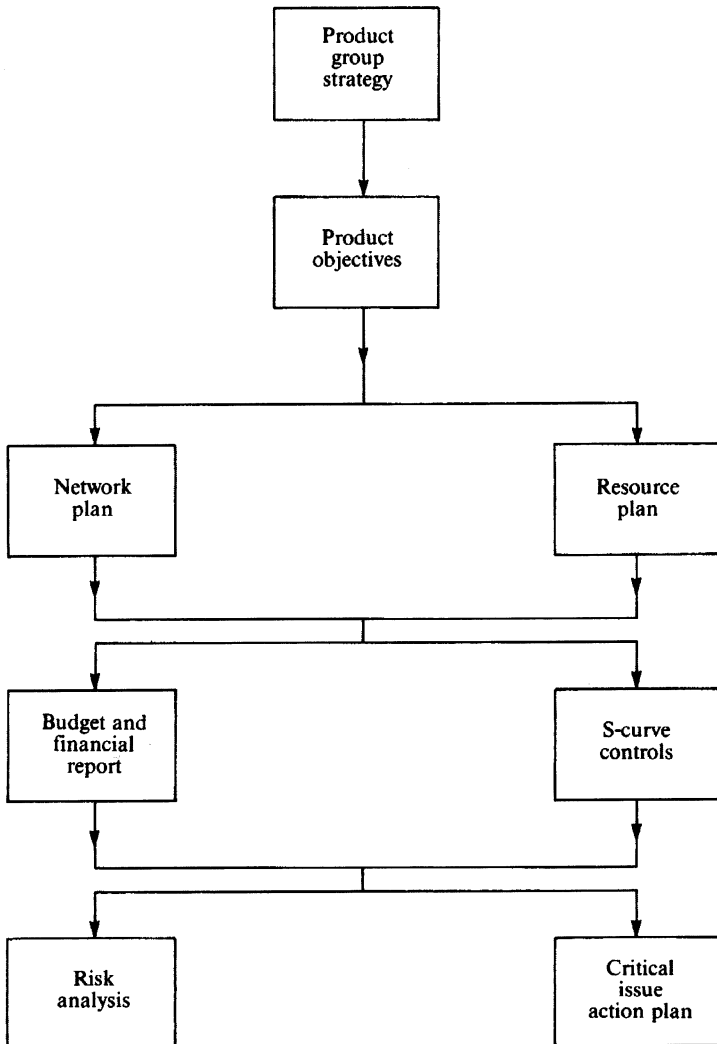 Product
group
strategy
Product
objectives
Network
plan
Resource
plan
Budget and
financial
report
S-curve
controls
Risk
analysis
Critical
issue
action plan